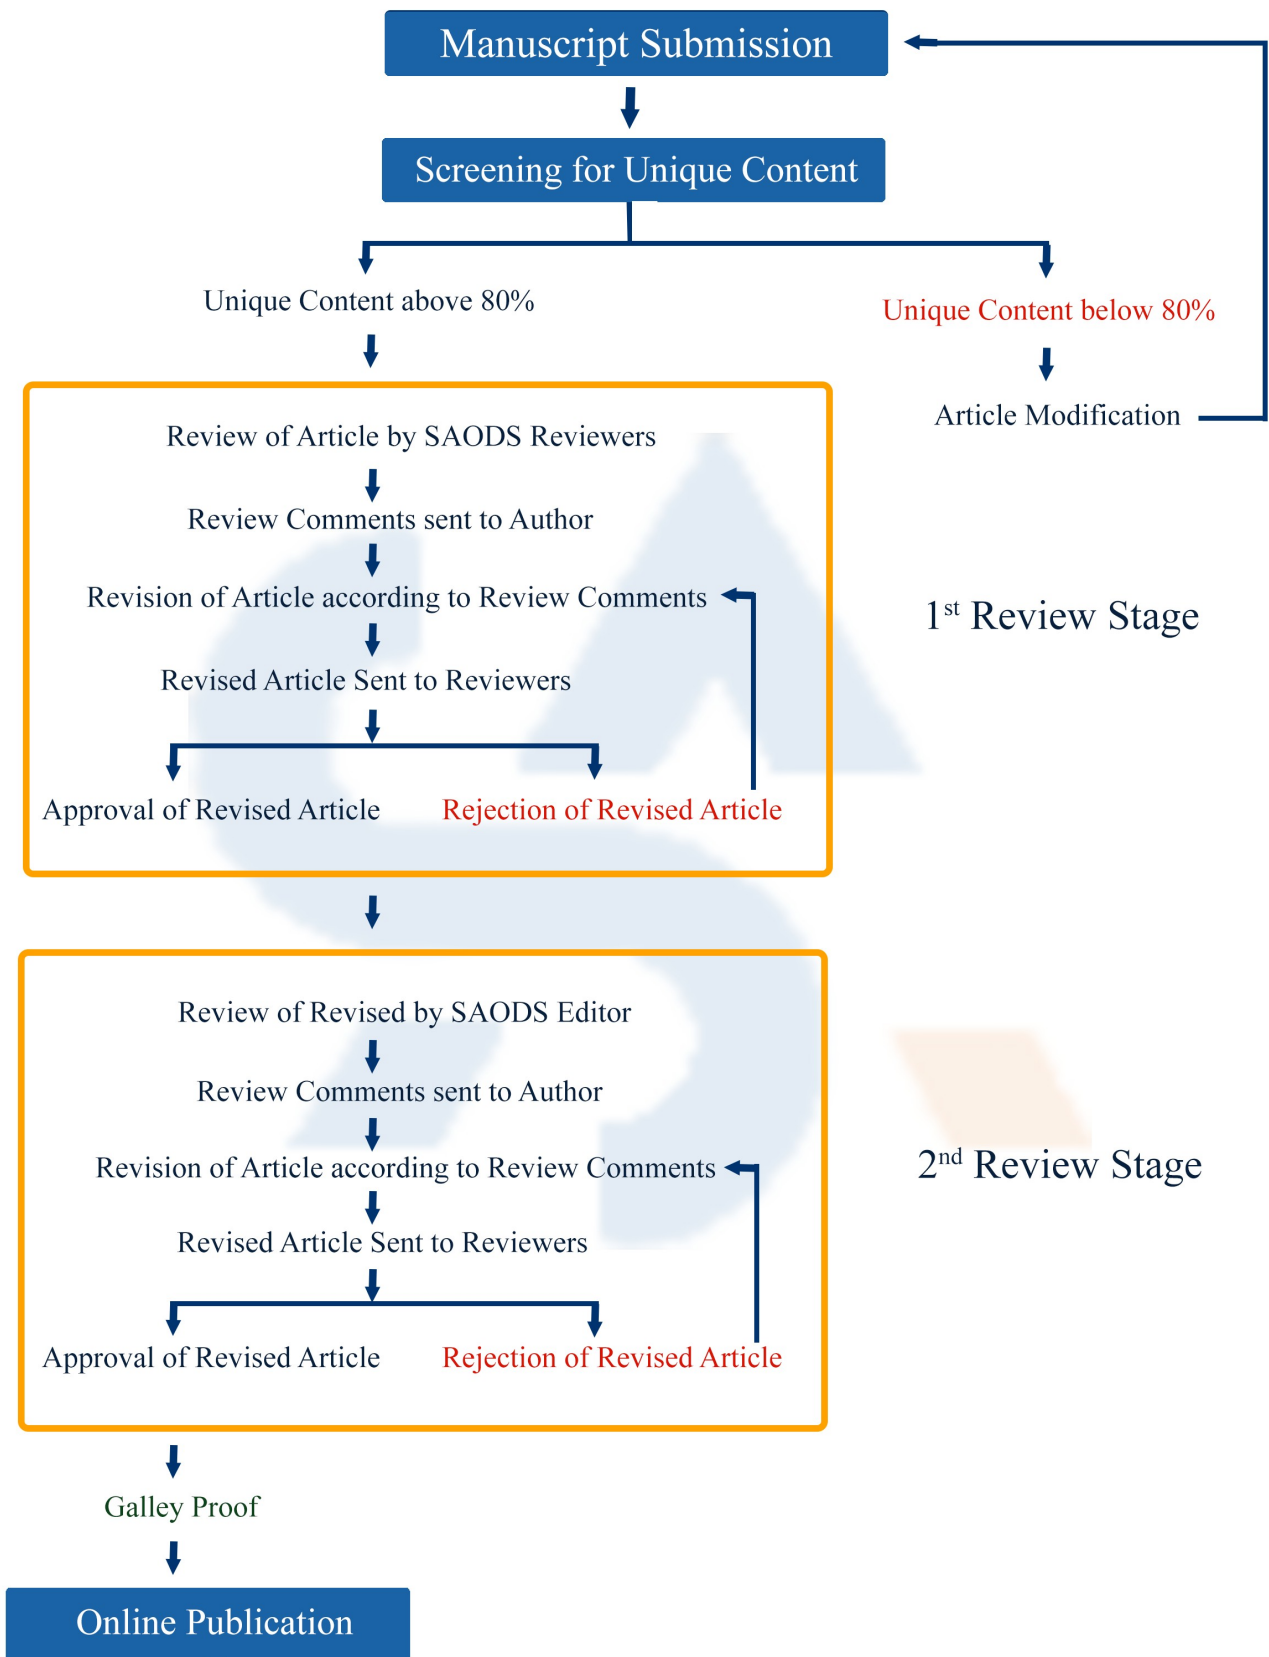 Manuscript Submission
Screening for Unique Content
Unique Content above 80%
Unique Content below 80%
Article Modification
Review of Article by SAODS Reviewers
Review Comments sent to Author
Revision of Article according to Review Comments
Revised Article Sent to Reviewers
Approval of Revised Article
Rejection of Revised Article
1st Review Stage
Review of Revised by SAODS Editor
Review Comments sent to Author
Revision of Article according to Review Comments
Revised Article Sent to Reviewers
Approval of Revised Article
Rejection of Revised Article
2nd Review Stage
Galley Proof
Online Publication